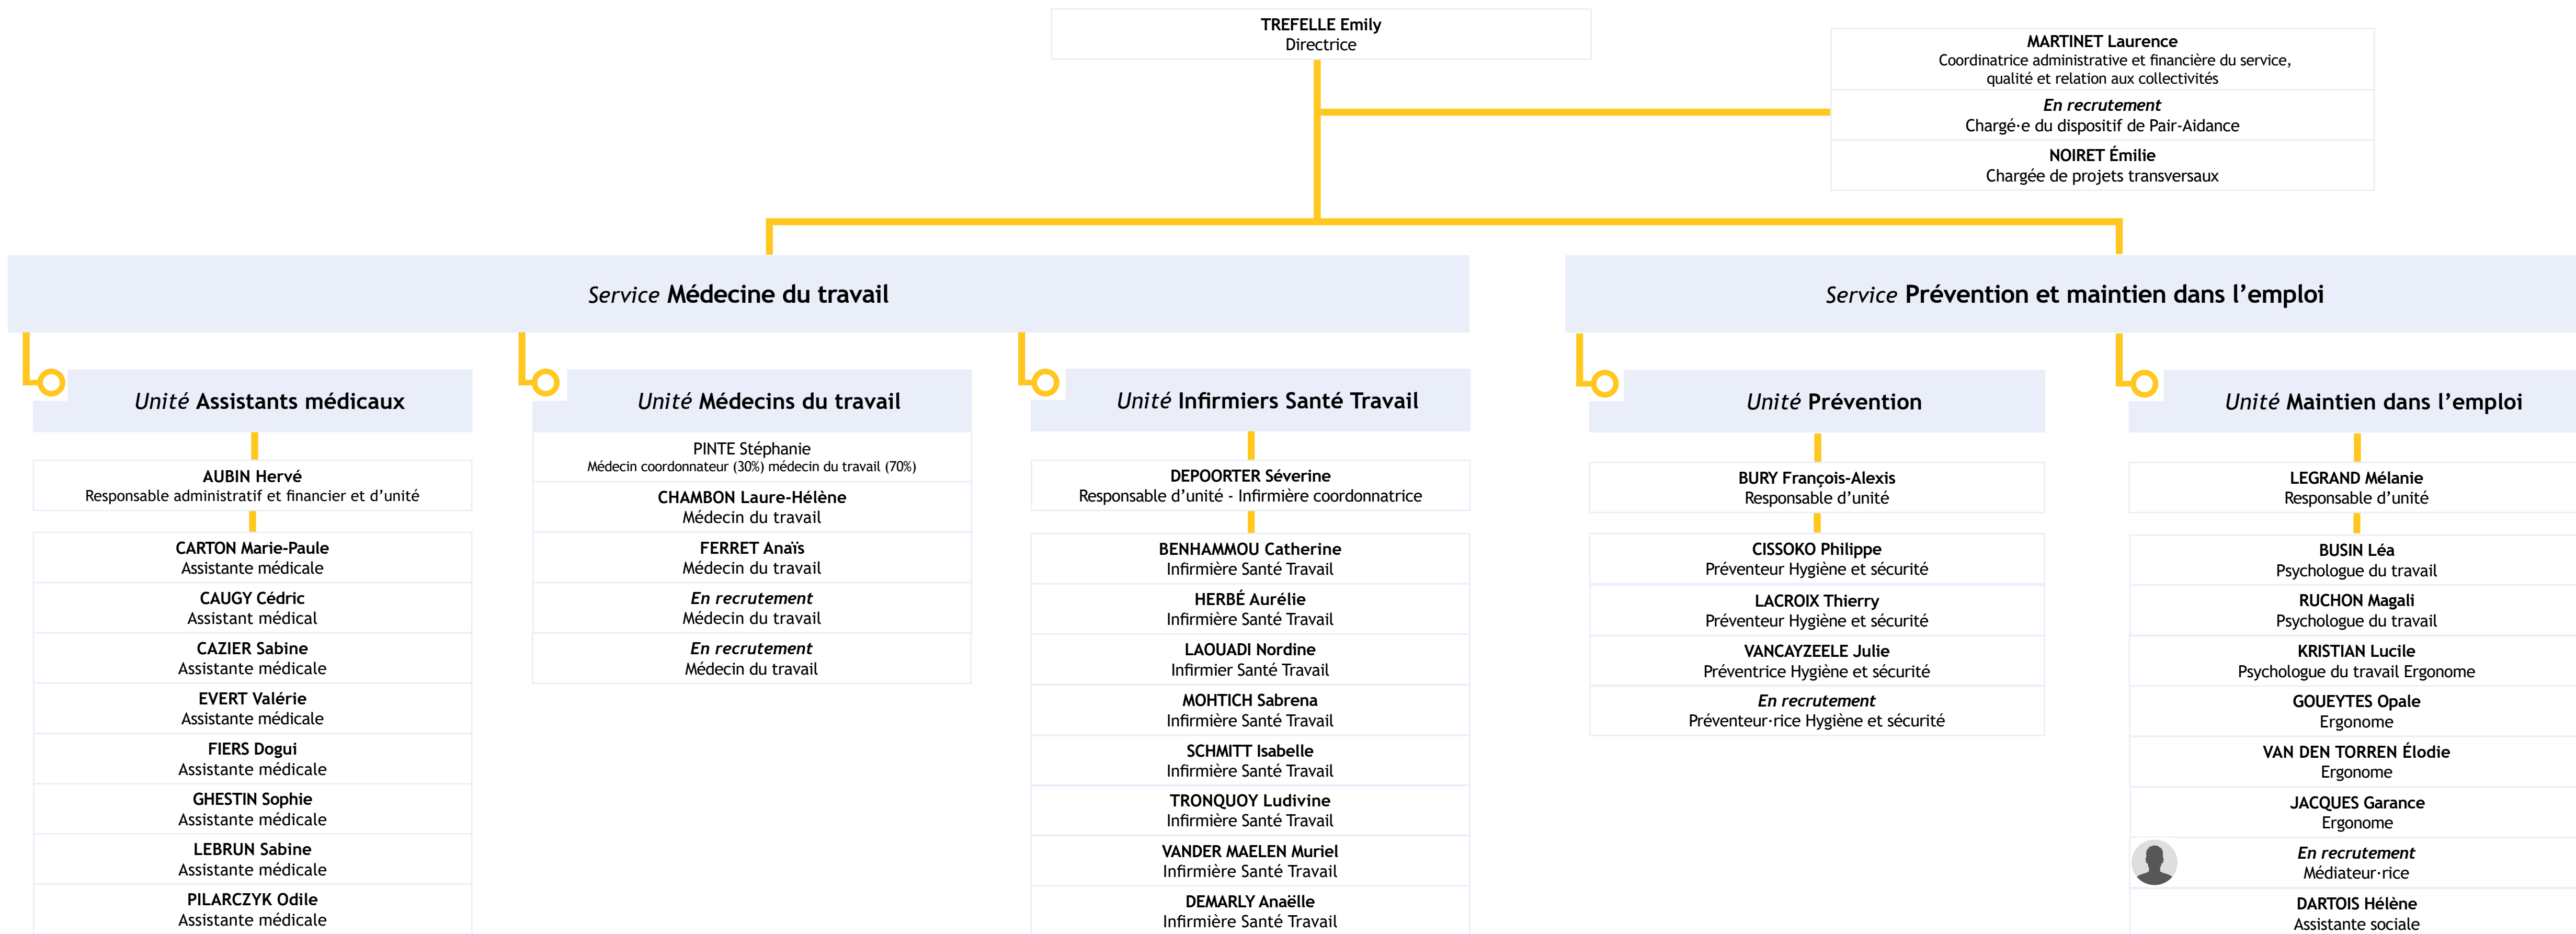 TREFELLE Emily
Directrice
MARTINET Laurence
Coordinatrice administrative et financière du service,
qualité et relation aux collectivités
En recrutement
Chargé·e du dispositif de Pair-Aidance
NOIRET Émilie
Chargée de projets transversaux
Service Médecine du travail
Unité Assistants médicaux
AUBIN Hervé
Responsable administratif et financier et d’unité
CARTON Marie-Paule
Assistante médicale
CAUGY Cédric
Assistant médical
CAZIER Sabine
Assistante médicale
EVERT Valérie
Assistante médicale
FIERS Dogui
Assistante médicale
GHESTIN Sophie
Assistante médicale
LEBRUN Sabine
Assistante médicale
PILARCZYK Odile
Assistante médicale
Unité Médecins du travail
PINTE Stéphanie
Médecin coordonnateur (30%) médecin du travail (70%)
CHAMBON Laure-Hélène
Médecin du travail
FERRET Anaïs
Médecin du travail
En recrutement
Médecin du travail
En recrutement
Médecin du travail
Unité Infirmiers Santé Travail
DEPOORTER Séverine
Responsable d’unité - Infirmière coordonnatrice
BENHAMMOU Catherine
Infirmière Santé Travail
HERBÉ Aurélie
Infirmière Santé Travail
LAOUADI Nordine
Infirmier Santé Travail
MOHTICH Sabrena
Infirmière Santé Travail
SCHMITT Isabelle
Infirmière Santé Travail
TRONQUOY Ludivine
Infirmière Santé Travail
VANDER MAELEN Muriel
Infirmière Santé Travail
DEMARLY Anaëlle
Infirmière Santé Travail
Service Prévention et maintien dans l’emploi
Unité Prévention
BURY François-Alexis
Responsable d’unité
CISSOKO Philippe
Préventeur Hygiène et sécurité
LACROIX Thierry
Préventeur Hygiène et sécurité
VANCAYZEELE Julie
Préventrice Hygiène et sécurité
En recrutement
Préventeur·rice Hygiène et sécurité
Unité Maintien dans l’emploi
LEGRAND Mélanie
Responsable d’unité
BUSIN Léa
Psychologue du travail
RUCHON Magali
Psychologue du travail
KRISTIAN Lucile
Psychologue du travail Ergonome
GOUEYTES Opale
Ergonome
VAN DEN TORREN Élodie
Ergonome
JACQUES Garance
Ergonome
En recrutement
Médiateur·rice
DARTOIS Hélène
Assistante sociale